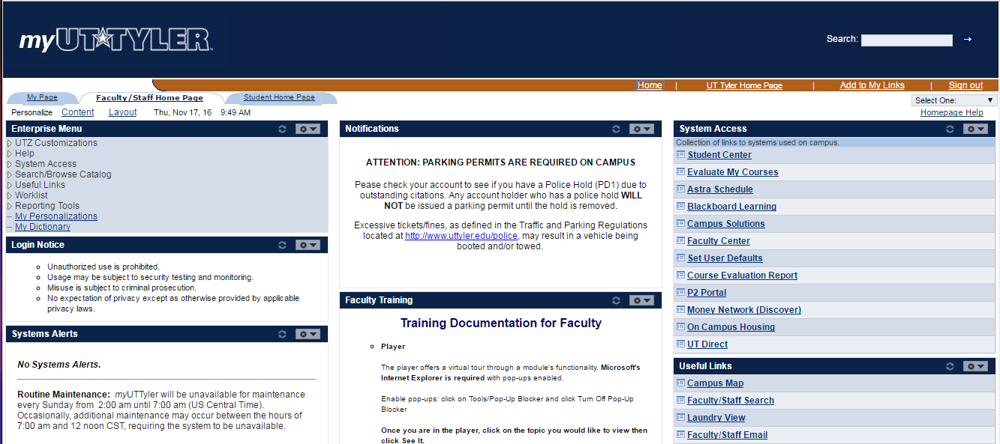 myUT TYLER
Search:
Home | UT Tyler Home Page | Add to My Links | Sign out
My Page
Faculty/Staff Home Page
Student Home Page
Select One:
Personalize Content Layout Thu, Nov 17, 16 9:49 AM
Homepage Help
Enterprise Menu
UTZ Customizations
Help
System Access
Search/Browse Catalog
Useful Links
Worklist
Reporting Tools
My Personalizations
My Dictionary
Login Notice
Unauthorized use is prohibited.
Usage may be subject to security testing and monitoring.
Misuse is subject to criminal prosecution.
No expectation of privacy except as otherwise provided by applicable
privacy laws.
Systems Alerts
No Systems Alerts.
Routine Maintenance: myUTTyler will be unavailable for maintenance
every Sunday from 2:00 am until 7:00 am (US Central Time).
Occasionally, additional maintenance may occur between the hours of
7:00 am and 12 noon CST, requiring the system to be unavailable.
Notifications
ATTENTION: PARKING PERMITS ARE REQUIRED ON CAMPUS
Pease check your account to see if you have a Police Hold (PD1) due to
outstanding citations. Any account holder who has a police hold WILL
NOT be issued a parking permit until the hold is removed.
Excessive tickets/fines, as defined in the Traffic and Parking Regulations
located at http://www.uttyler.edu/police, may result in a vehicle being
booted and/or towed.
Faculty Training
Training Documentation for Faculty
Player
The player offers a virtual tour through a module's functionality. Microsoft's
Internet Explorer is required with pop-ups enabled.
Enable pop-ups: click on Tools/Pop-Up Blocker and click Turn Off Pop-Up
Blocker
Once you are in the player, click on the topic you would like to view then
click See It.
System Access
Collection of links to systems used on campus.
Student Center
Evaluate My Courses
Astra Schedule
Blackboard Learning
Campus Solutions
Faculty Center
Set User Defaults
Course Evaluation Report
P2 Portal
Money Network (Discover)
On Campus Housing
UT Direct
Useful Links
Campus Map
Faculty/Staff Search
Laundry View
Faculty/Staff Email